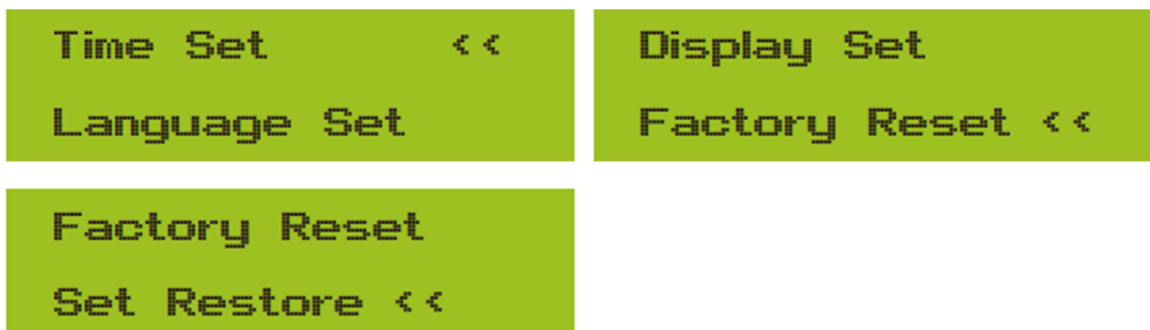 Time Set <<
Language Set
Display Set
Factory Reset <<
Factory Reset
Set Restore <<